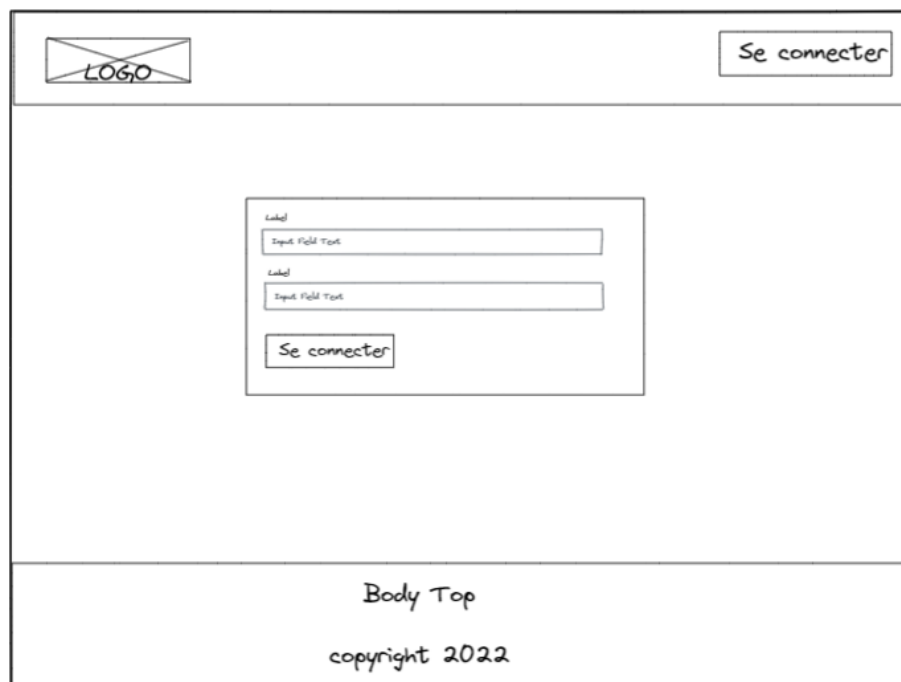 LOGO
Se connecter
Label
Input Field Text
Label
Input Field Text
Se connecter
Body Top
copyright 2022